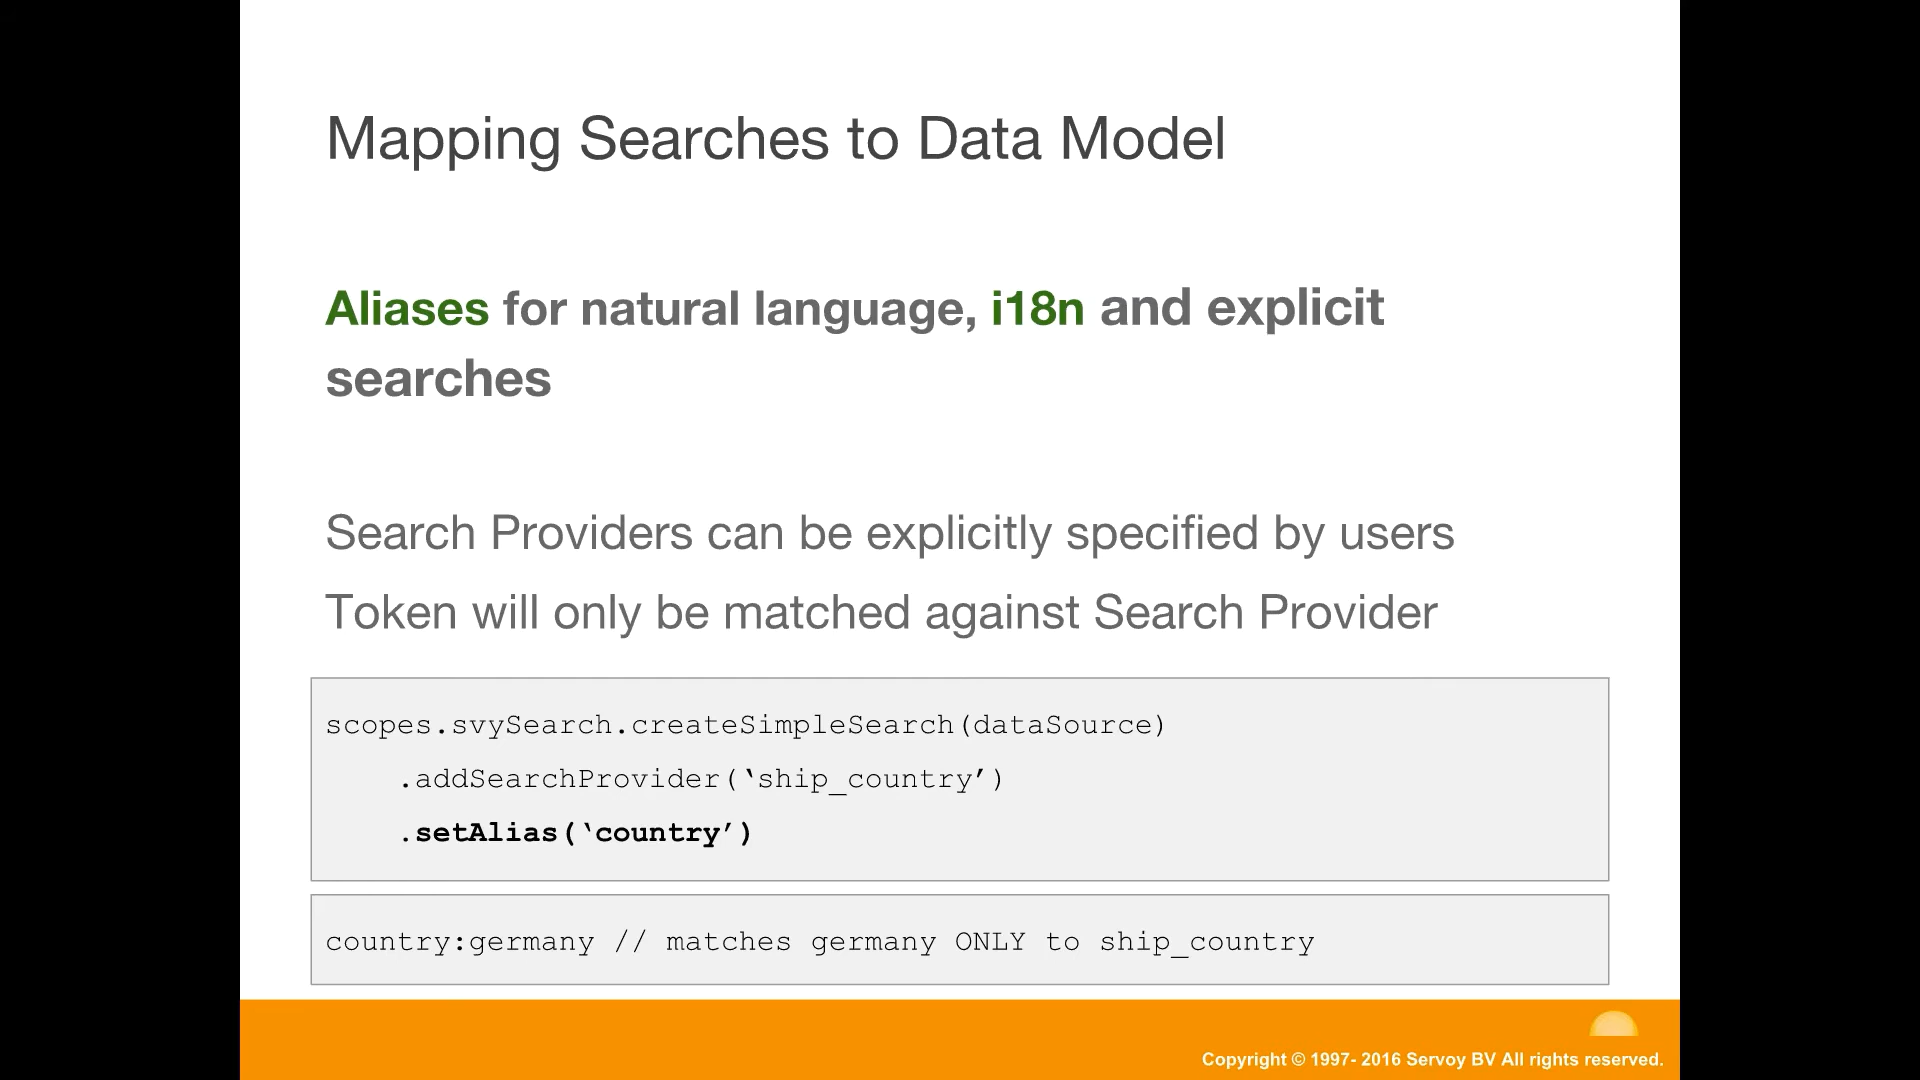 Mapping Searches to Data Model
Aliases for natural language, i18n and explicit
searches
Search Providers can be explicitly specified by users
Token will only be matched against Search Provider
scopes.svySearch.createSimpleSearch(dataSource)
.addSearchProvider(‘ship_country’)
.setAlias(‘country’)
country:germany // matches germany ONLY to ship_country
Copyright © 1997- 2016 Servoy BV All rights reserved.